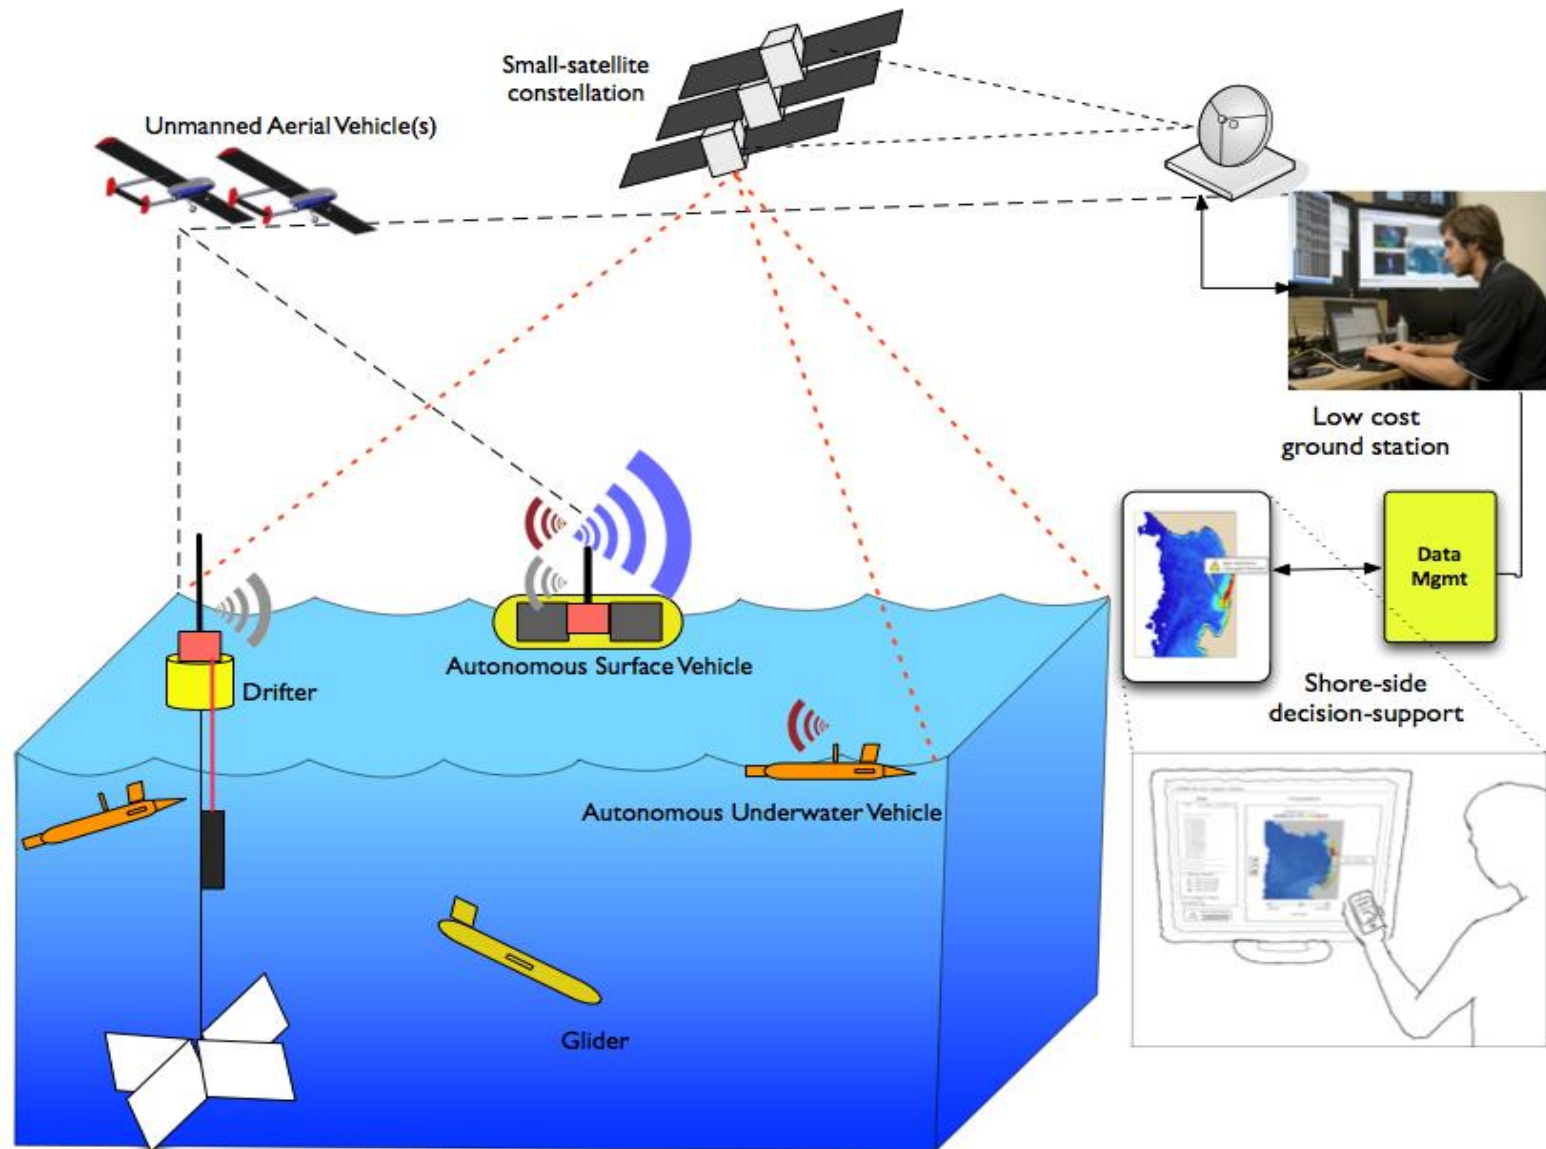 Small-satellite
constellation
Unmanned Aerial Vehicle(s)
Low cost
ground station
Data
Mgmt
Autonomous Surface Vehicle
Drifter
Shore-side
decision-support
Autonomous Underwater Vehicle
Glider